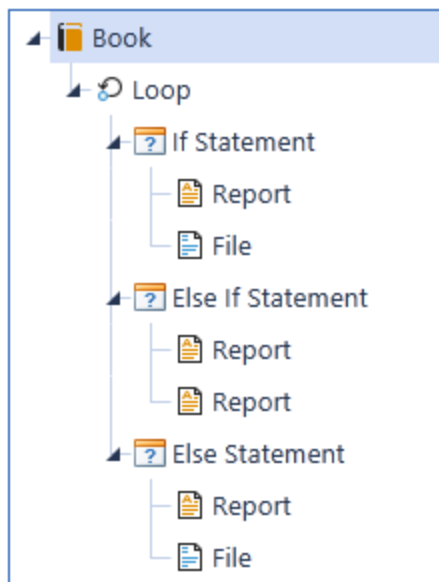 Book
Loop
If Statement
Report
File
Else If Statement
Report
Report
Else Statement
Report
File